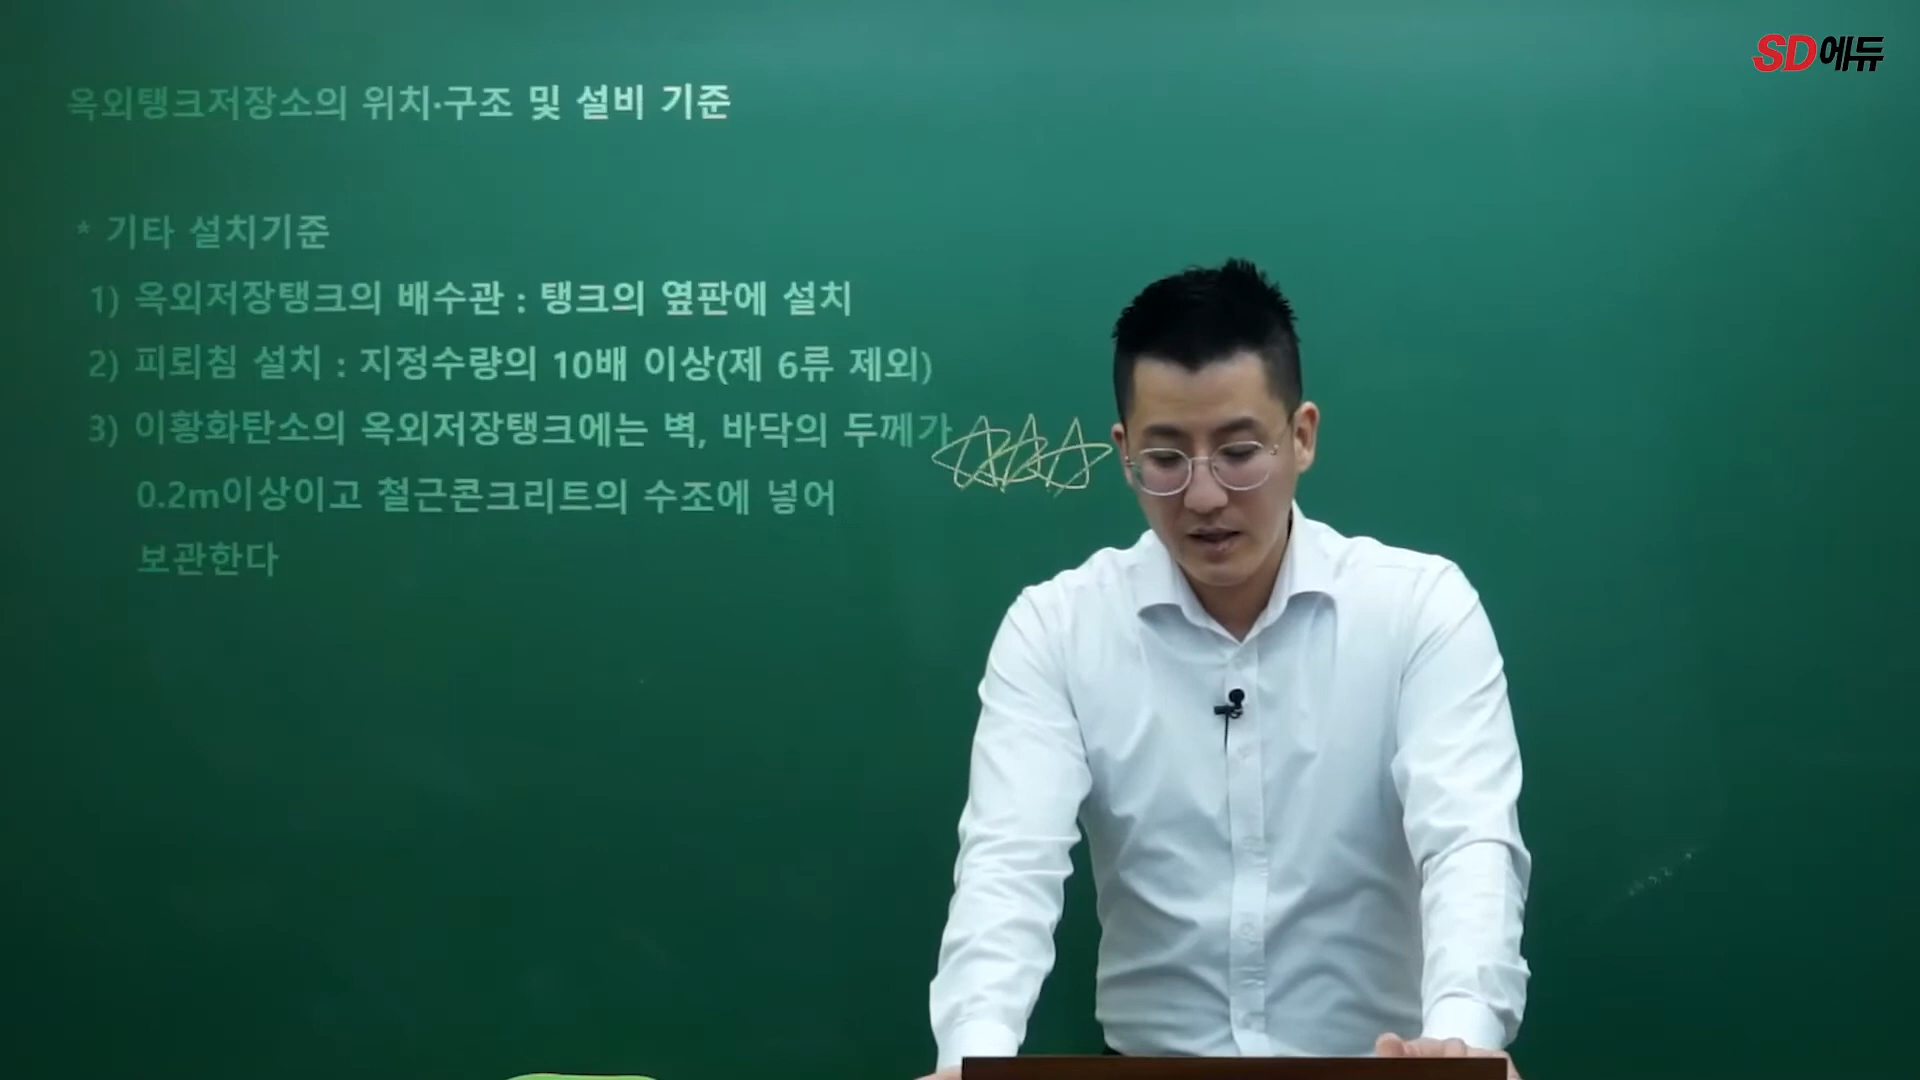 SD에듀
옥외탱크저장소의 위치·구조 및 설비 기준
* 기타 설치기준
1) 옥외저장탱크의 배수관 : 탱크의 옆판에 설치
2) 피뢰침 설치 : 지정수량의 10배 이상(제 6류 제외)
3) 이황화탄소의 옥외저장탱크에는 벽, 바닥의 두께가
0.2m이상이고 철근콘크리트의 수조에 넣어
보관한다